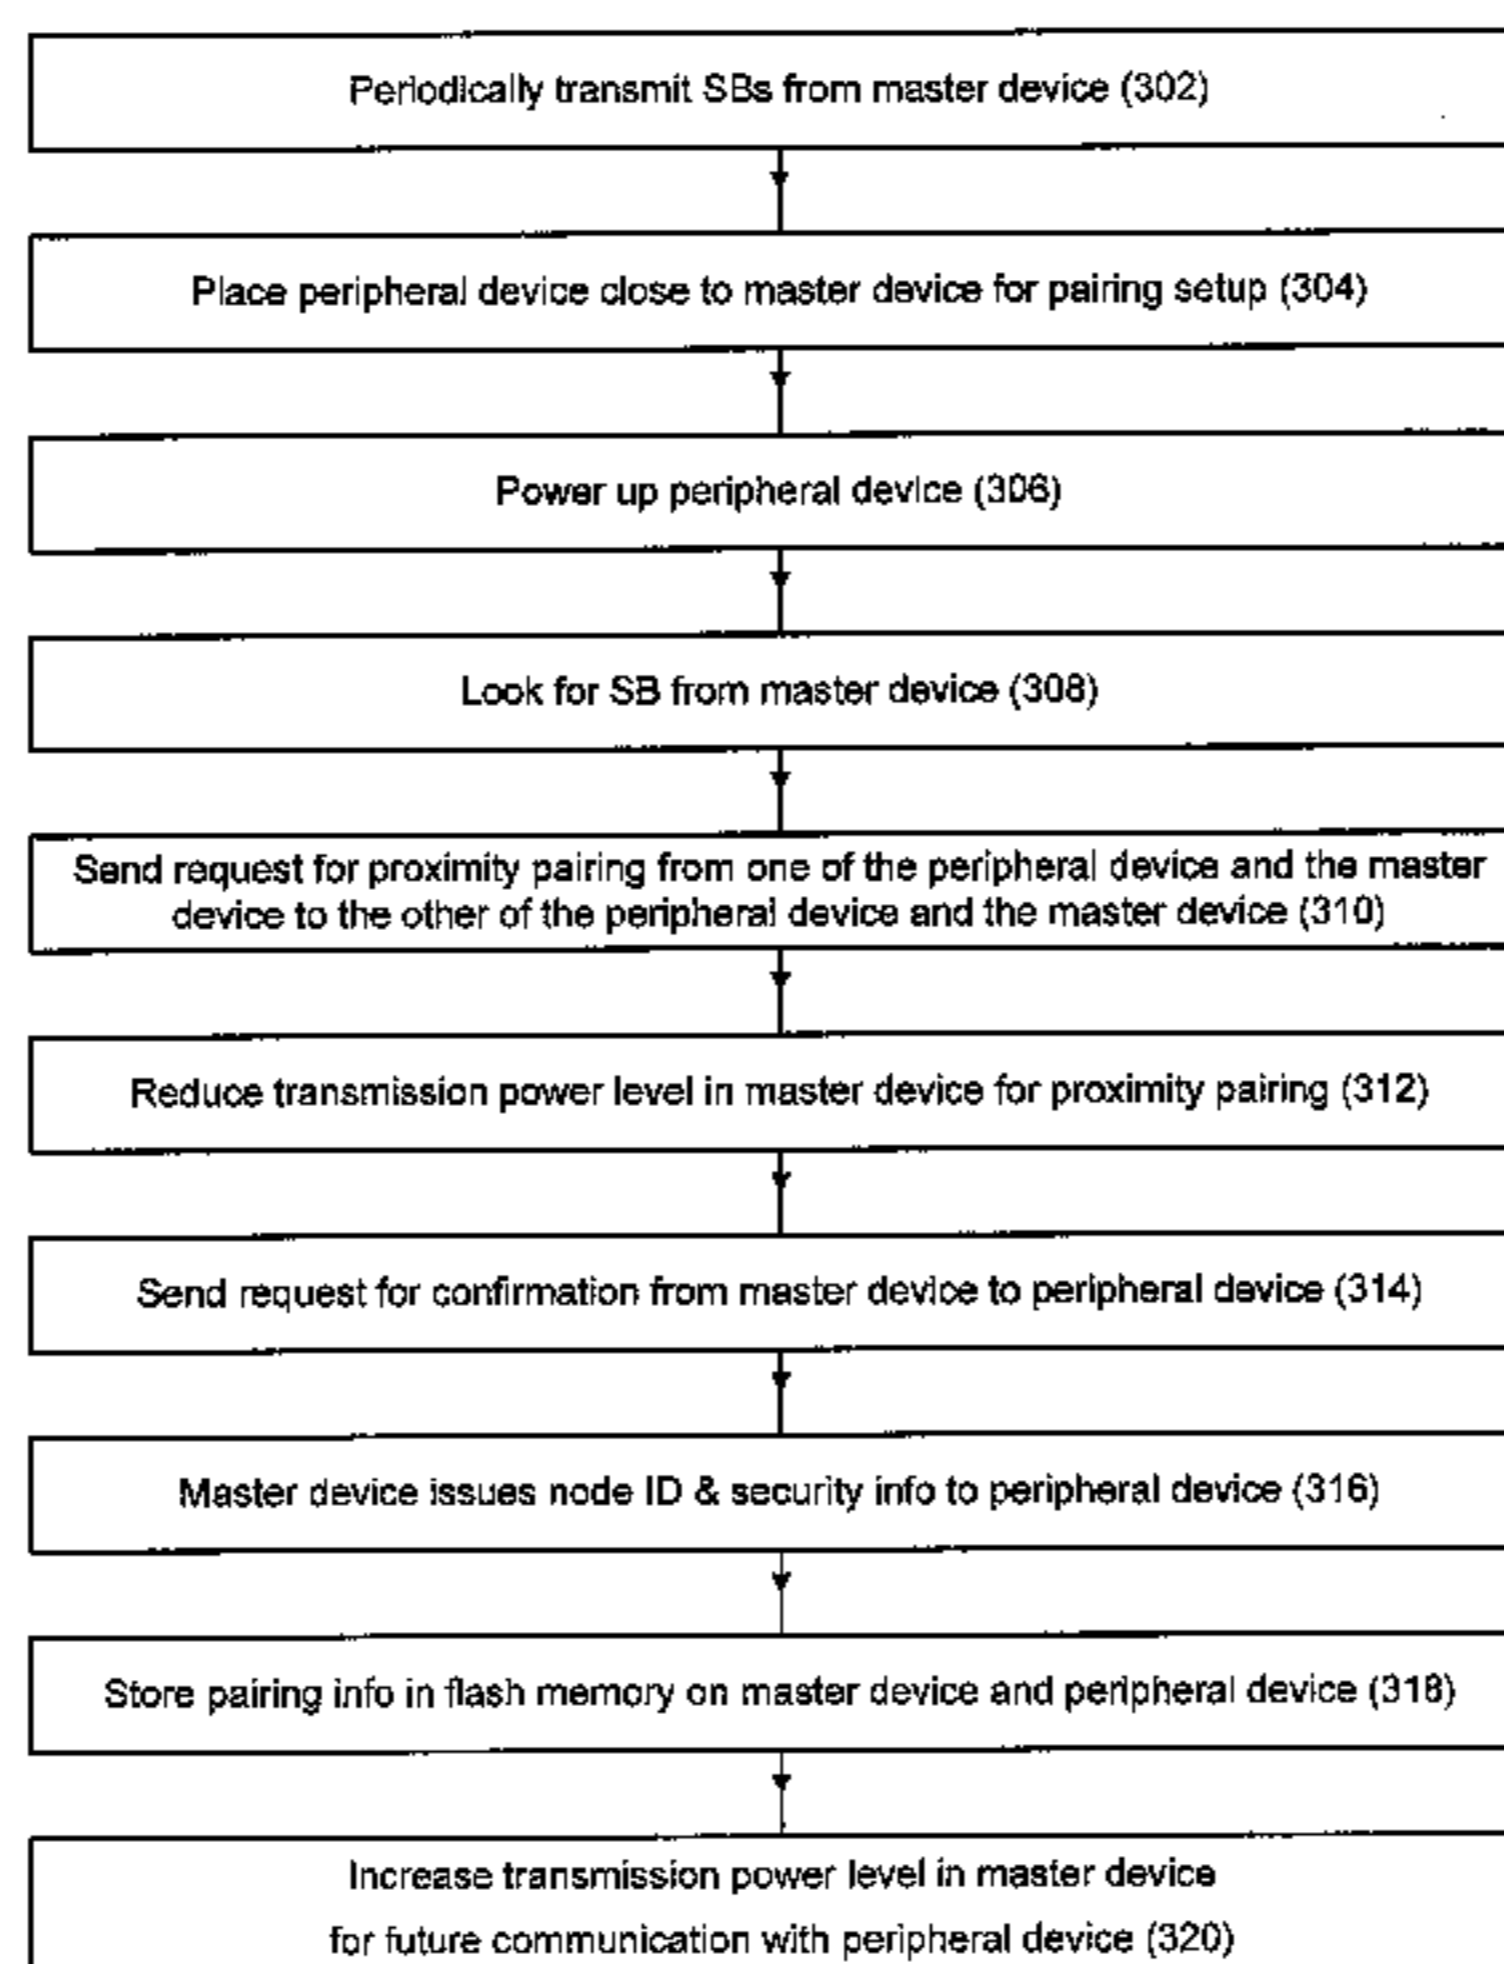 Periodically transmit SBs from master device (302)
Place peripheral device close to master device for pairing setup (304)
Power up peripheral device (306)
Look for SB from master device (308)
Send request for proximity pairing from one of the peripheral device and the master
device to the other of the peripheral device and the master device (310)
Reduce transmission power level in master device for proximity pairing (312)
Send request for confirmation from master device to peripheral device (314)
Master device issues node ID & security info to peripheral device (316)
Store pairing info in flash memory on master device and peripheral device (318)
Increase transmission power level in master device
for future communication with peripheral device (320)